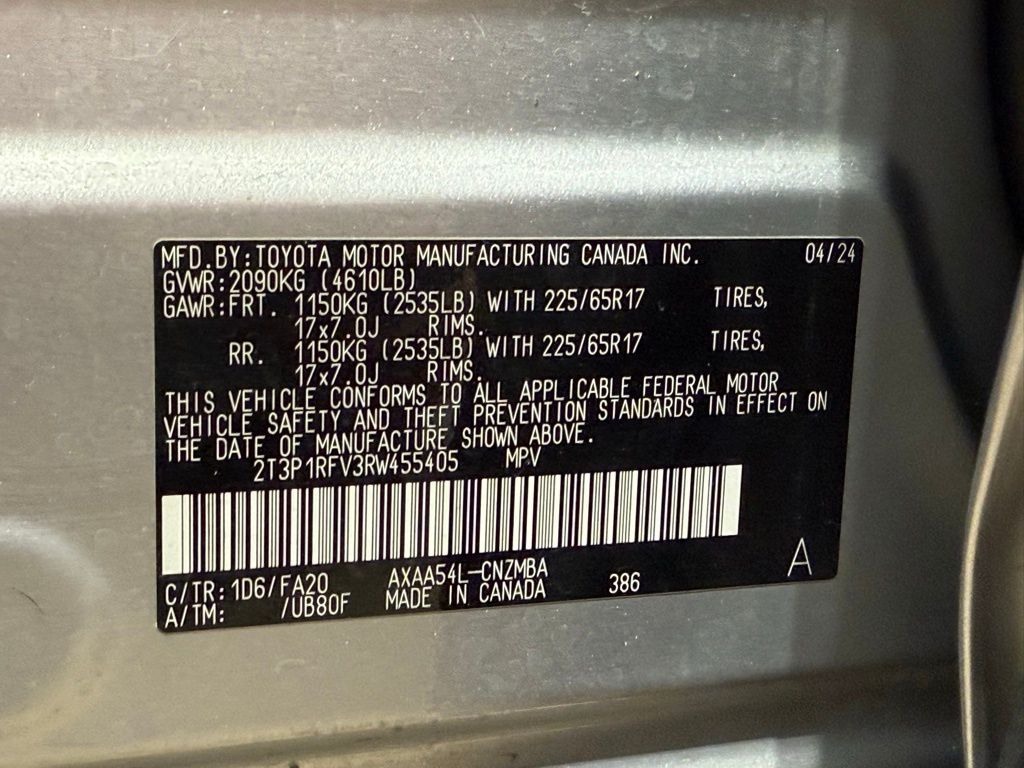 MFD.BY:TOYOTA MOTOR MANUFACTURING CANADA INC. 04/24
GVWR:2090KG (4610LB)
GAWR:FRT. 1150KG (2535LB) WITH 225/65R17 TIRES,
17x7.0J RIMS.
RR. 1150KG (2535LB) WITH 225/65R17 TIRES,
17x7.0J RIMS.
THIS VEHICLE CONFORMS TO ALL APPLICABLE FEDERAL MOTOR
VEHICLE SAFETY AND THEFT PREVENTION STANDARDS IN EFFECT ON
THE DATE OF MANUFACTURE SHOWN ABOVE.
2T3P1RFV3RW455405 MPV
C/TR:1D6/FA20 AXAA54L-CNZMBA 386 A
A/TM: /UB80F MADE IN CANADA